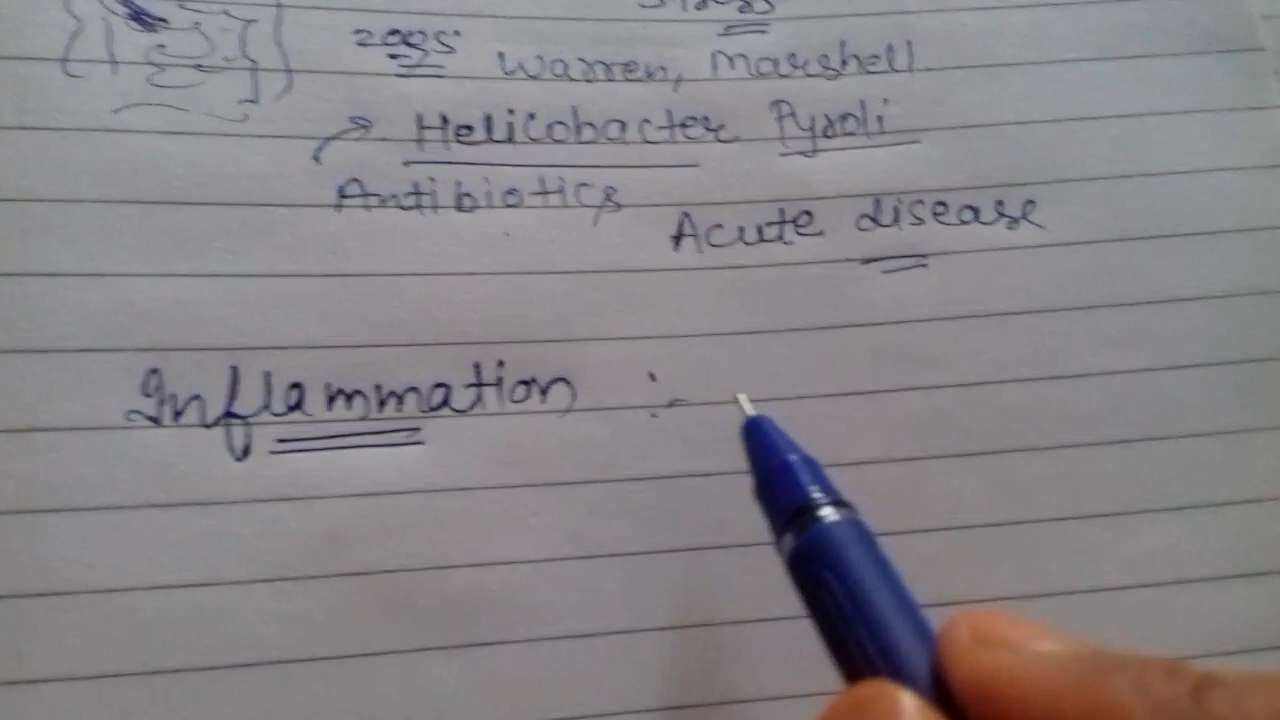 2005 Warren, Marshell
Helicobacter Pyroli
Antibiotics
Acute disease
Inflammation :-